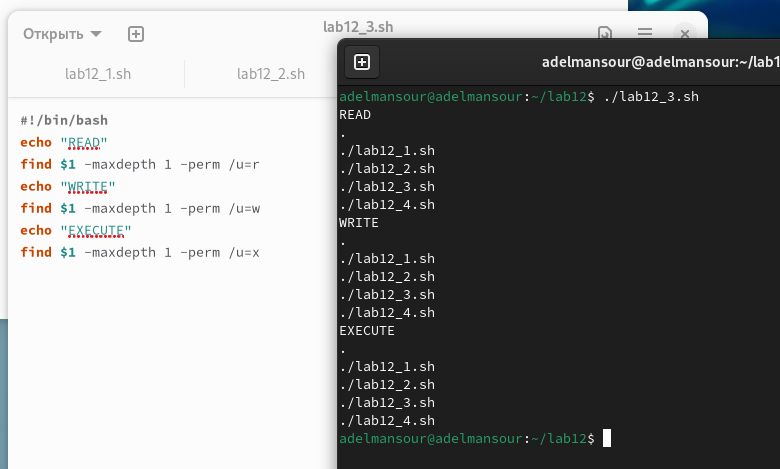 Открыть
lab12_3.sh
lab12_1.sh
lab12_2.sh
#!/bin/bash
echo "READ"
find $1 -maxdepth 1 -perm /u=r
echo "WRITE"
find $1 -maxdepth 1 -perm /u=w
echo "EXECUTE"
find $1 -maxdepth 1 -perm /u=x
adelmansour@adelmansour:~/lab1
adelmansour@adelmansour:~/lab12$ ./lab12_3.sh
READ
.
./lab12_1.sh
./lab12_2.sh
./lab12_3.sh
./lab12_4.sh
WRITE
.
./lab12_1.sh
./lab12_2.sh
./lab12_3.sh
./lab12_4.sh
EXECUTE
.
./lab12_1.sh
./lab12_2.sh
./lab12_3.sh
./lab12_4.sh
adelmansour@adelmansour:~/lab12$